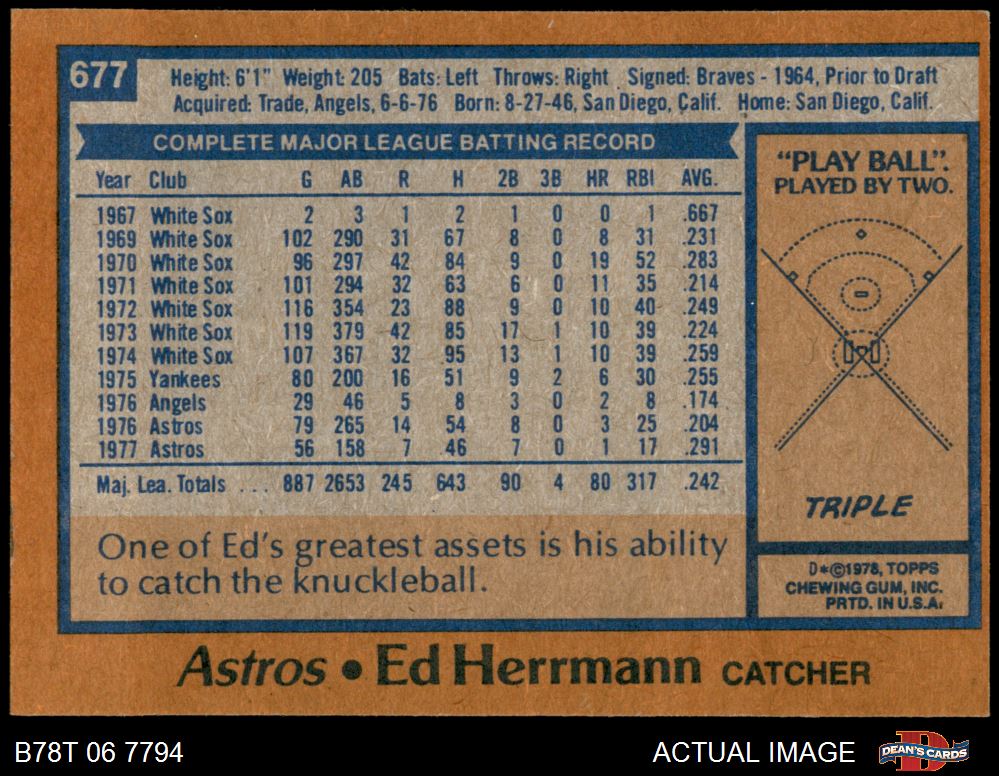 677
Height: 6'1" Weight: 205 Bats: Left Throws: Right Signed: Braves - 1964, Prior to Draft
Acquired: Trade, Angels, 6-6-76 Born: 8-27-46, San Diego, Calif. Home: San Diego, Calif.
COMPLETE MAJOR LEAGUE BATTING RECORD
Year Club G AB R H 2B 3B HR RBI AVG.
1967 White Sox 2 3 1 2 1 0 0 1 .667
1969 White Sox 102 290 31 67 8 0 8 31 .231
1970 White Sox 96 297 42 84 9 0 19 52 .283
1971 White Sox 101 294 32 63 6 0 11 35 .214
1972 White Sox 116 354 23 88 9 0 10 40 .249
1973 White Sox 119 379 42 85 17 1 10 39 .224
1974 White Sox 107 367 32 95 13 1 10 39 .259
1975 Yankees 80 200 16 51 9 2 6 30 .255
1976 Angels 29 46 5 8 3 0 2 8 .174
1976 Astros 79 265 14 54 8 0 3 25 .204
1977 Astros 56 158 7 46 7 0 1 17 .291
Maj. Lea. Totals ... 887 2653 245 643 90 4 80 317 .242
One of Ed's greatest assets is his ability
to catch the knuckleball.
"PLAY BALL".
PLAYED BY TWO.
TRIPLE
D*©1978, TOPPS
CHEWING GUM, INC.
PRTD. IN U.S.A.
Astros • Ed Herrmann CATCHER
B78T 06 7794
ACTUAL IMAGE
DEAN'S CARDS